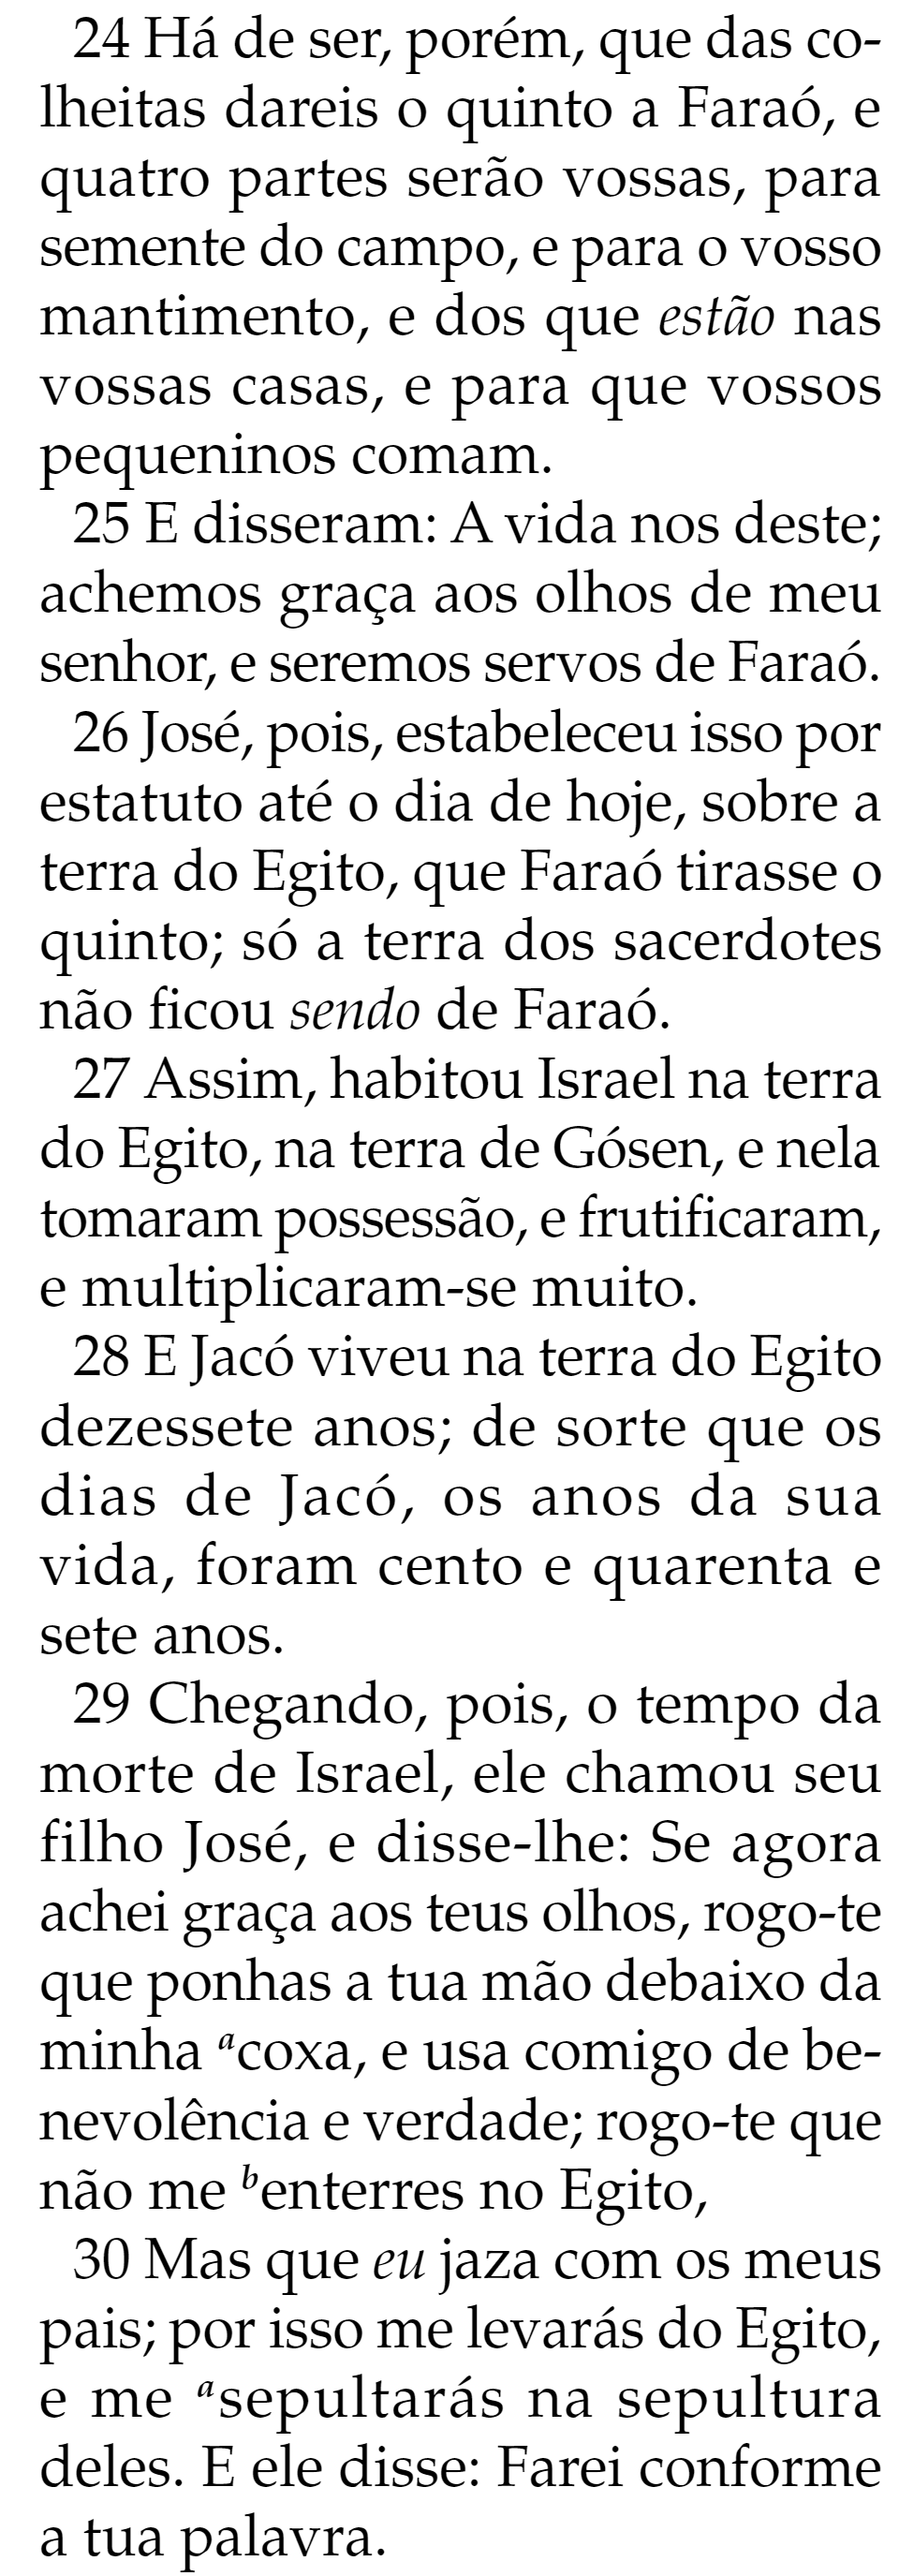 24 Há de ser, porém, que das co-
lheitas dareis o quinto a Faraó, e
quatro partes serão vossas, para
semente do campo, e para o vosso
mantimento, e dos que estão nas
vossas casas, e para que vossos
pequeninos comam.
25 E disseram: A vida nos deste;
achemos graça aos olhos de meu
senhor, e seremos servos de Faraó.
26 José, pois, estabeleceu isso por
estatuto até o dia de hoje, sobre a
terra do Egito, que Faraó tirasse o
quinto; só a terra dos sacerdotes
não ficou sendo de Faraó.
27 Assim, habitou Israel na terra
do Egito, na terra de Gósen, e nela
tomaram possessão, e frutificaram,
e multiplicaram-se muito.
28 E Jacó viveu na terra do Egito
dezessete anos; de sorte que os
dias de Jacó, os anos da sua
vida, foram cento e quarenta e
sete anos.
29 Chegando, pois, o tempo da
morte de Israel, ele chamou seu
filho José, e disse-lhe: Se agora
achei graça aos teus olhos, rogo-te
que ponhas a tua mão debaixo da
minha ᵃcoxa, e usa comigo de be-
nevolência e verdade; rogo-te que
não me ᵇenterres no Egito,
30 Mas que eu jaza com os meus
pais; por isso me levarás do Egito,
e me ᵃsepultarás na sepultura
deles. E ele disse: Farei conforme
a tua palavra.